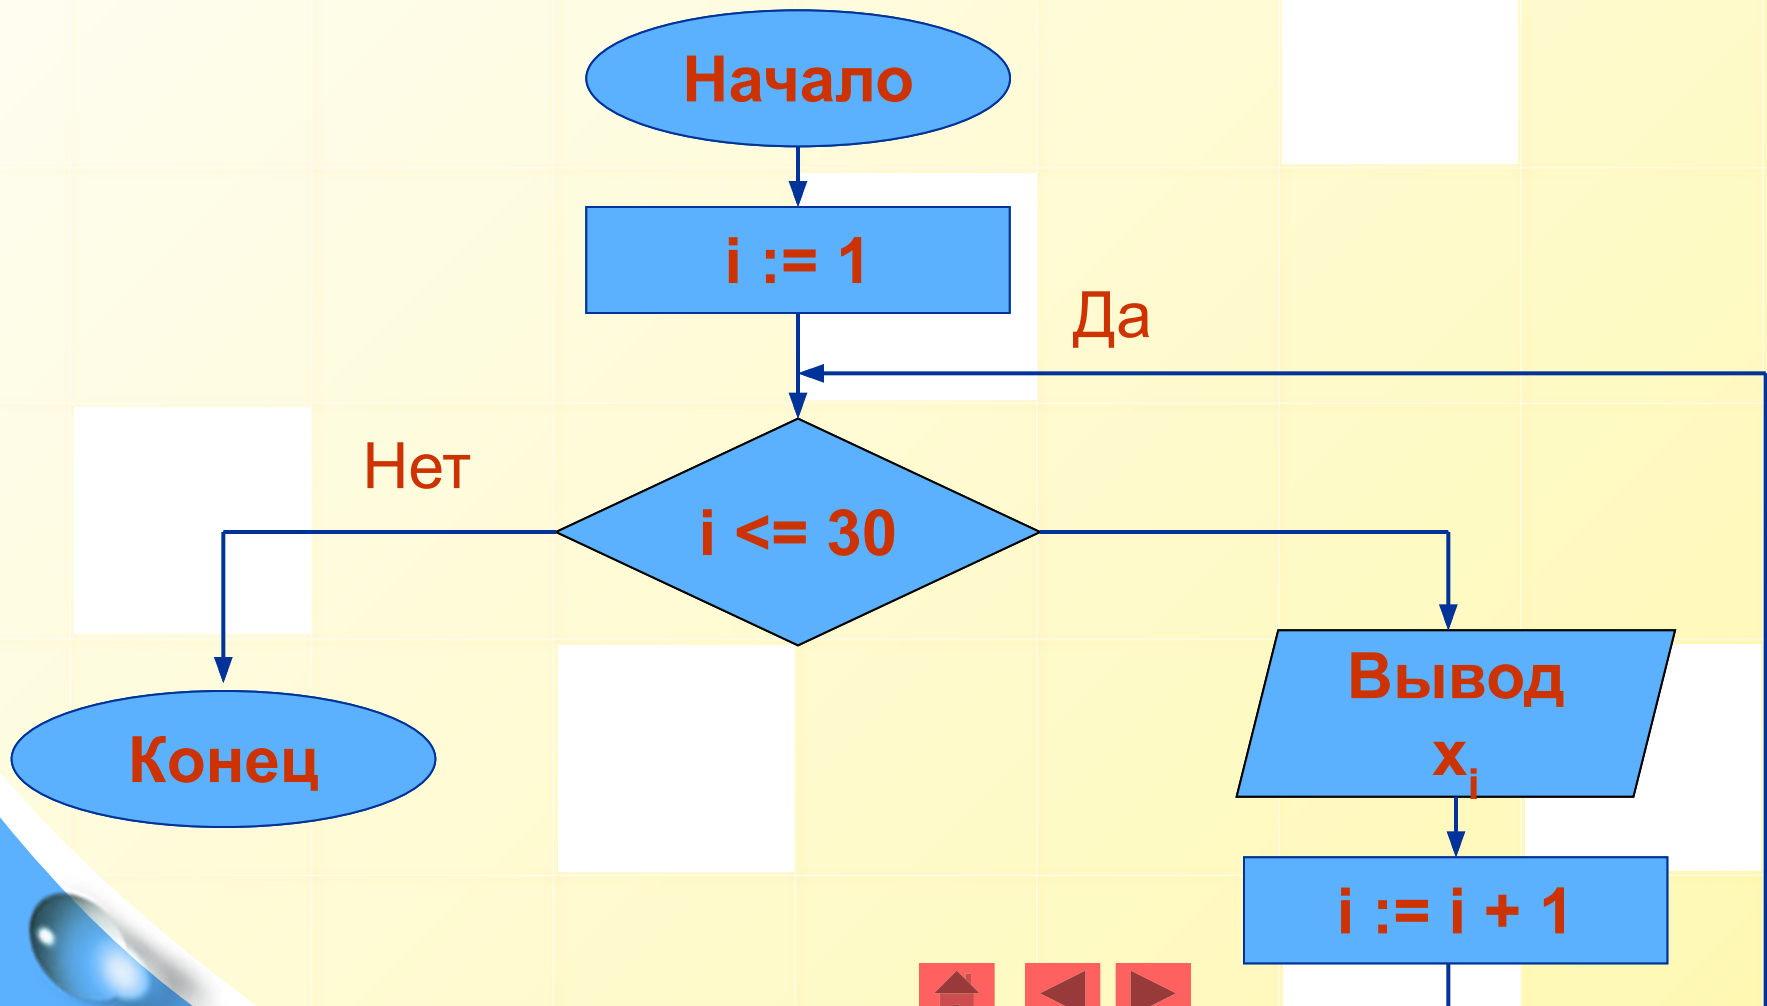 Начало
i := 1
Да
Нет
i <= 30
Вывод
xi
Конец
i := i + 1